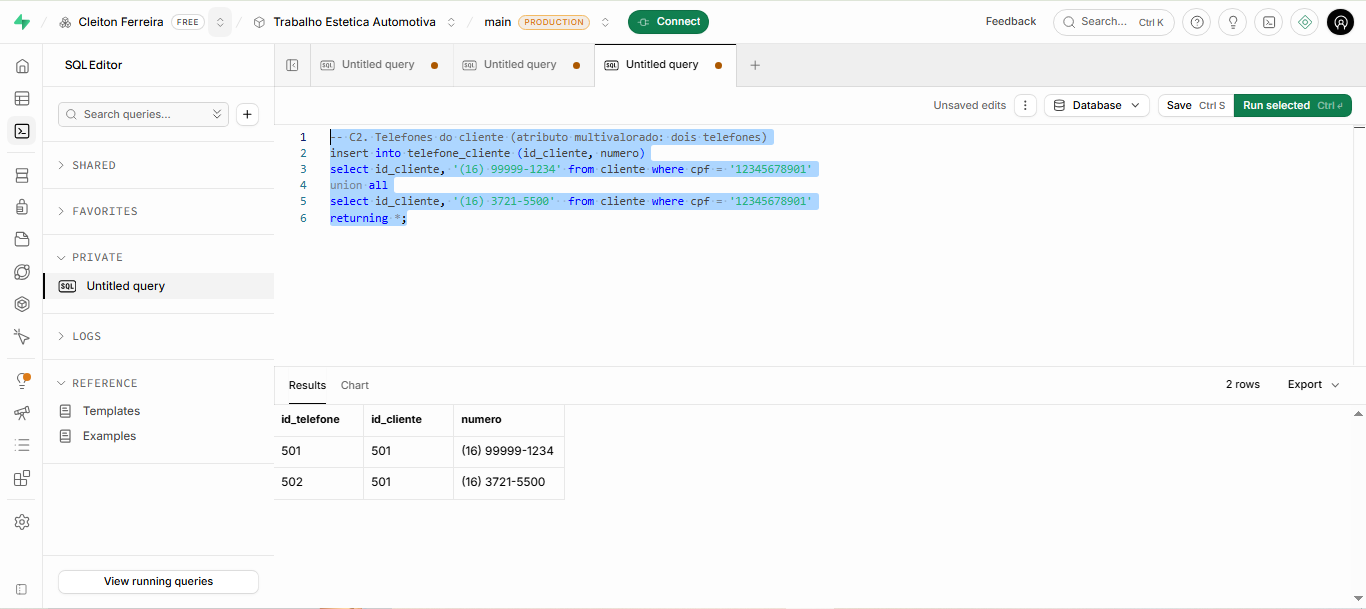 Cleiton Ferreira FREE / Trabalho Estetica Automotiva / main PRODUCTION Connect Feedback Search... Ctrl K
SQL Editor
Search queries...
SHARED
FAVORITES
PRIVATE
SQL Untitled query
LOGS
REFERENCE
Templates
Examples
View running queries
SQL Untitled query SQL Untitled query SQL Untitled query
Unsaved edits Database Save Ctrl S Run selected Ctrl ↵
1 -- C2. Telefones do cliente (atributo multivalorado: dois telefones)
2 insert into telefone_cliente (id_cliente, numero)
3 select id_cliente, '(16) 99999-1234' from cliente where cpf = '12345678901'
4 union all
5 select id_cliente, '(16) 3721-5500'  from cliente where cpf = '12345678901'
6 returning *;
Results Chart 2 rows Export
id_telefone id_cliente numero
501 501 (16) 99999-1234
502 501 (16) 3721-5500